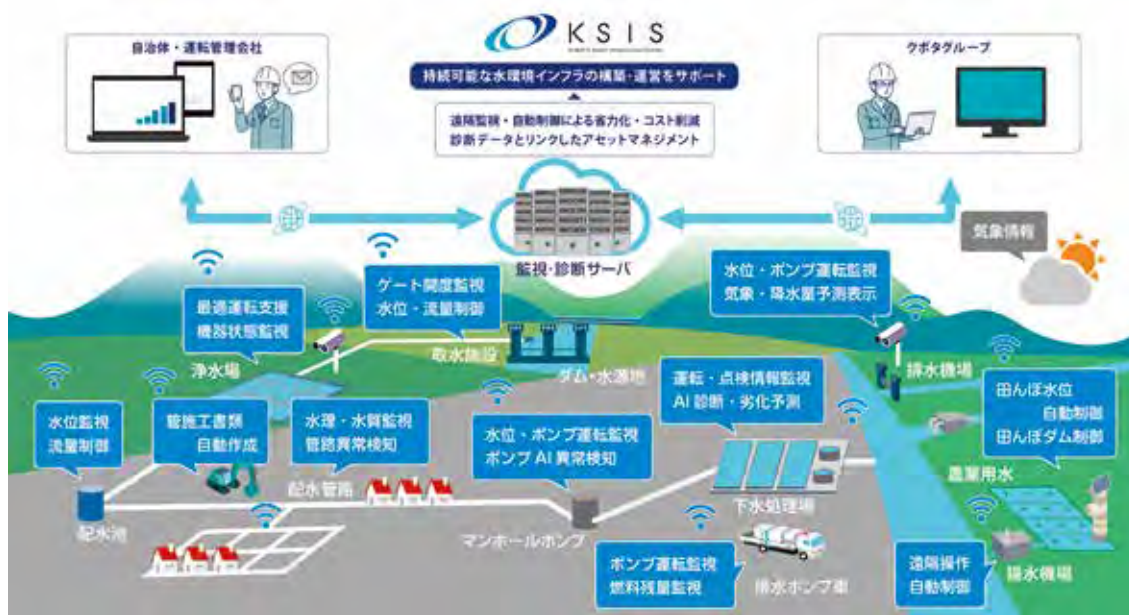 KSIS
自治体・運転管理会社
クボタグループ
持続可能な水環境インフラの構築・運営をサポート
遠隔監視・自動制御による省力化・コスト削減
診断データとリンクしたアセットマネジメント
監視・診断サーバ
気象情報
ゲート開度監視
水位・流量制御
水位・ポンプ運転監視
気象・降水量予測表示
最適運転支援
機器状態監視
取水施設
ダム・水源地
浄水場
排水機場
運転・点検情報監視
AI 診断・劣化予測
田んぼ水位
自動制御
田んぼダム制御
水位監視
流量制御
管施工書類
自動作成
水理・水質監視
管路異常検知
水位・ポンプ運転監視
ポンプ AI 異常検知
農業用水
配水管路
下水処理場
配水池
マンホールポンプ
ポンプ運転監視
燃料残量監視
排水ポンプ車
遠隔操作
自動制御
揚水機場